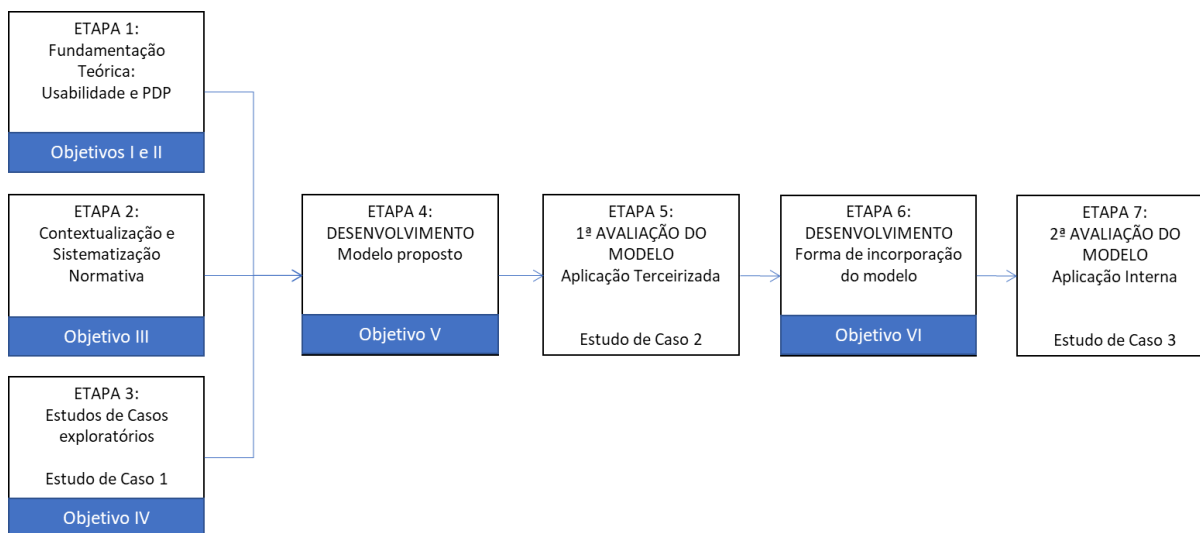 ETAPA 1:
Fundamentação
Teórica:
Usabilidade e PDP
Objetivos I e II
ETAPA 2:
Contextualização e
Sistematização
Normativa
Objetivo III
ETAPA 3:
Estudos de Casos
exploratórios
Estudo de Caso 1
Objetivo IV
ETAPA 4:
DESENVOLVIMENTO
Modelo proposto
Objetivo V
ETAPA 5:
1ª AVALIAÇÃO DO
MODELO
Aplicação Terceirizada
Estudo de Caso 2
ETAPA 6:
DESENVOLVIMENTO
Forma de incorporação
do modelo
Objetivo VI
ETAPA 7:
2ª AVALIAÇÃO DO
MODELO
Aplicação Interna
Estudo de Caso 3